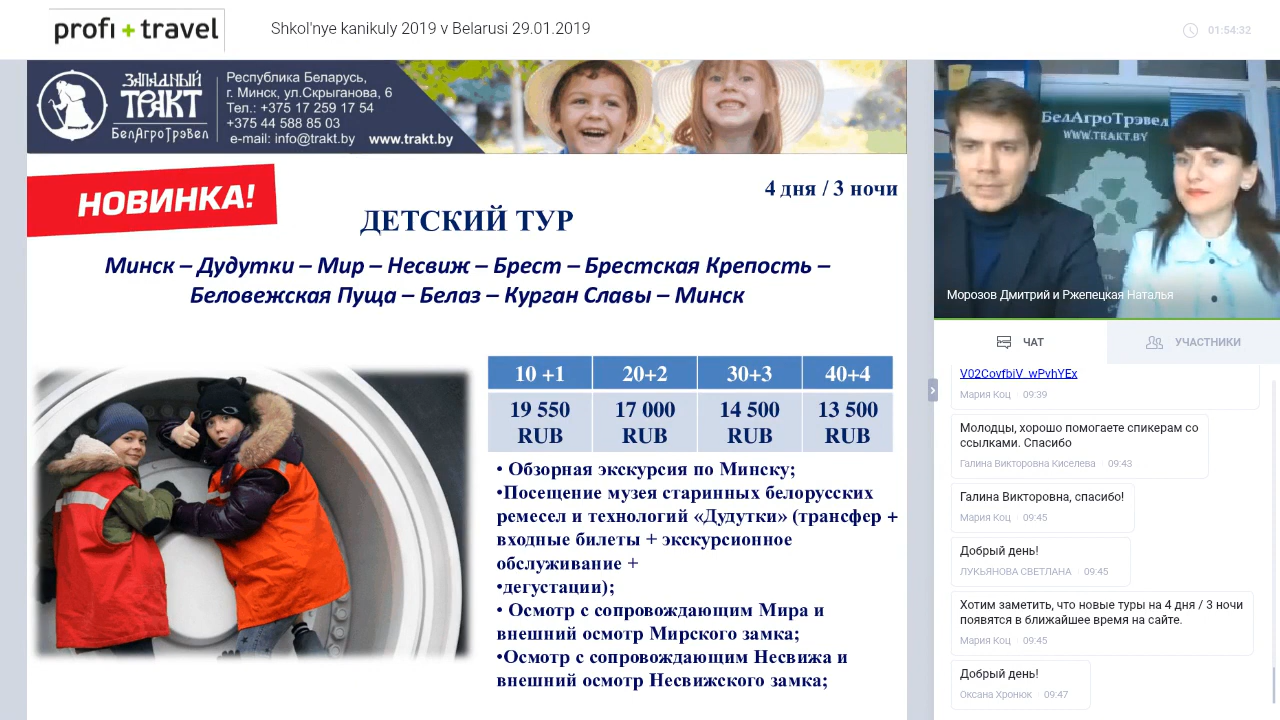 profi + travel
Shkol'nye kanikuly 2019 v Belarusi 29.01.2019
01:54:32
ЗАПАДНЫЙ
ТРАКТ
БелАгроТрэвел
Республика Беларусь,
г. Минск, ул.Скрыганова, 6
Тел.: +375 17 259 17 54
+375 44 588 85 03
e-mail: info@trakt.by www.trakt.by
НОВИНКА!
4 дня / 3 ночи
ДЕТСКИЙ ТУР
Минск – Дудутки – Мир – Несвиж – Брест – Брестская Крепость –
Беловежская Пуща – Белаз – Курган Славы – Минск
10 +1 20+2 30+3 40+4
19 550 17 000 14 500 13 500
RUB RUB RUB RUB
• Обзорная экскурсия по Минску;
•Посещение музея старинных белорусских
ремесел и технологий «Дудутки» (трансфер +
входные билеты + экскурсионное
обслуживание +
•дегустации);
• Осмотр с сопровождающим Мира и
внешний осмотр Мирского замка;
•Осмотр с сопровождающим Несвижа и
внешний осмотр Несвижского замка;
БелАгроТрэвел
WWW.TRAKT.BY
Морозов Дмитрий и Ржепецкая Наталья
ЧАТ УЧАСТНИКИ
V02CovfbiV_wPvhYEx
Мария Коц · 09:39
Молодцы, хорошо помогаете спикерам со
ссылками. Спасибо
Галина Викторовна Киселева · 09:43
Галина Викторовна, спасибо!
Мария Коц · 09:45
Добрый день!
ЛУКЬЯНОВА СВЕТЛАНА · 09:45
Хотим заметить, что новые туры на 4 дня / 3 ночи
появятся в ближайшее время на сайте.
Мария Коц · 09:45
Добрый день!
Оксана Хронюк · 09:47